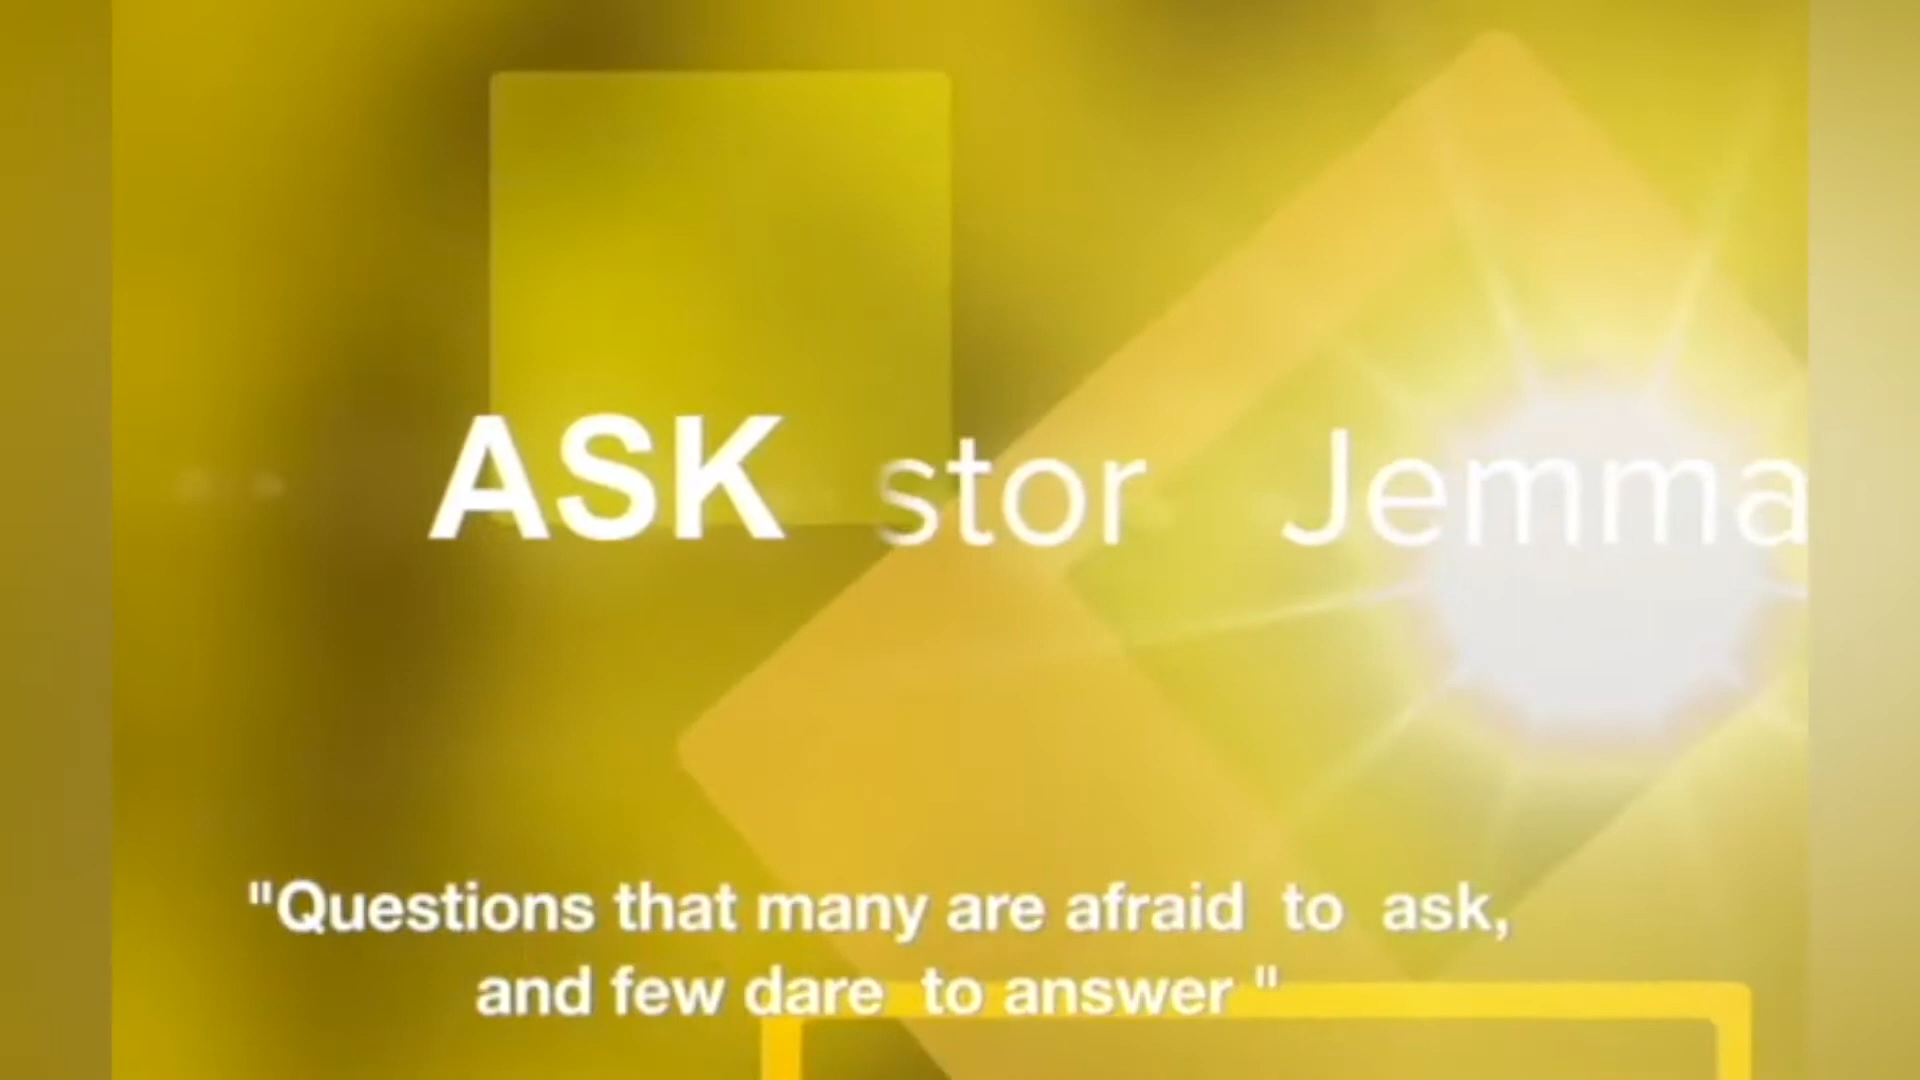 ASK stor Jemma
"Questions that many are afraid to ask,
and few dare to answer "